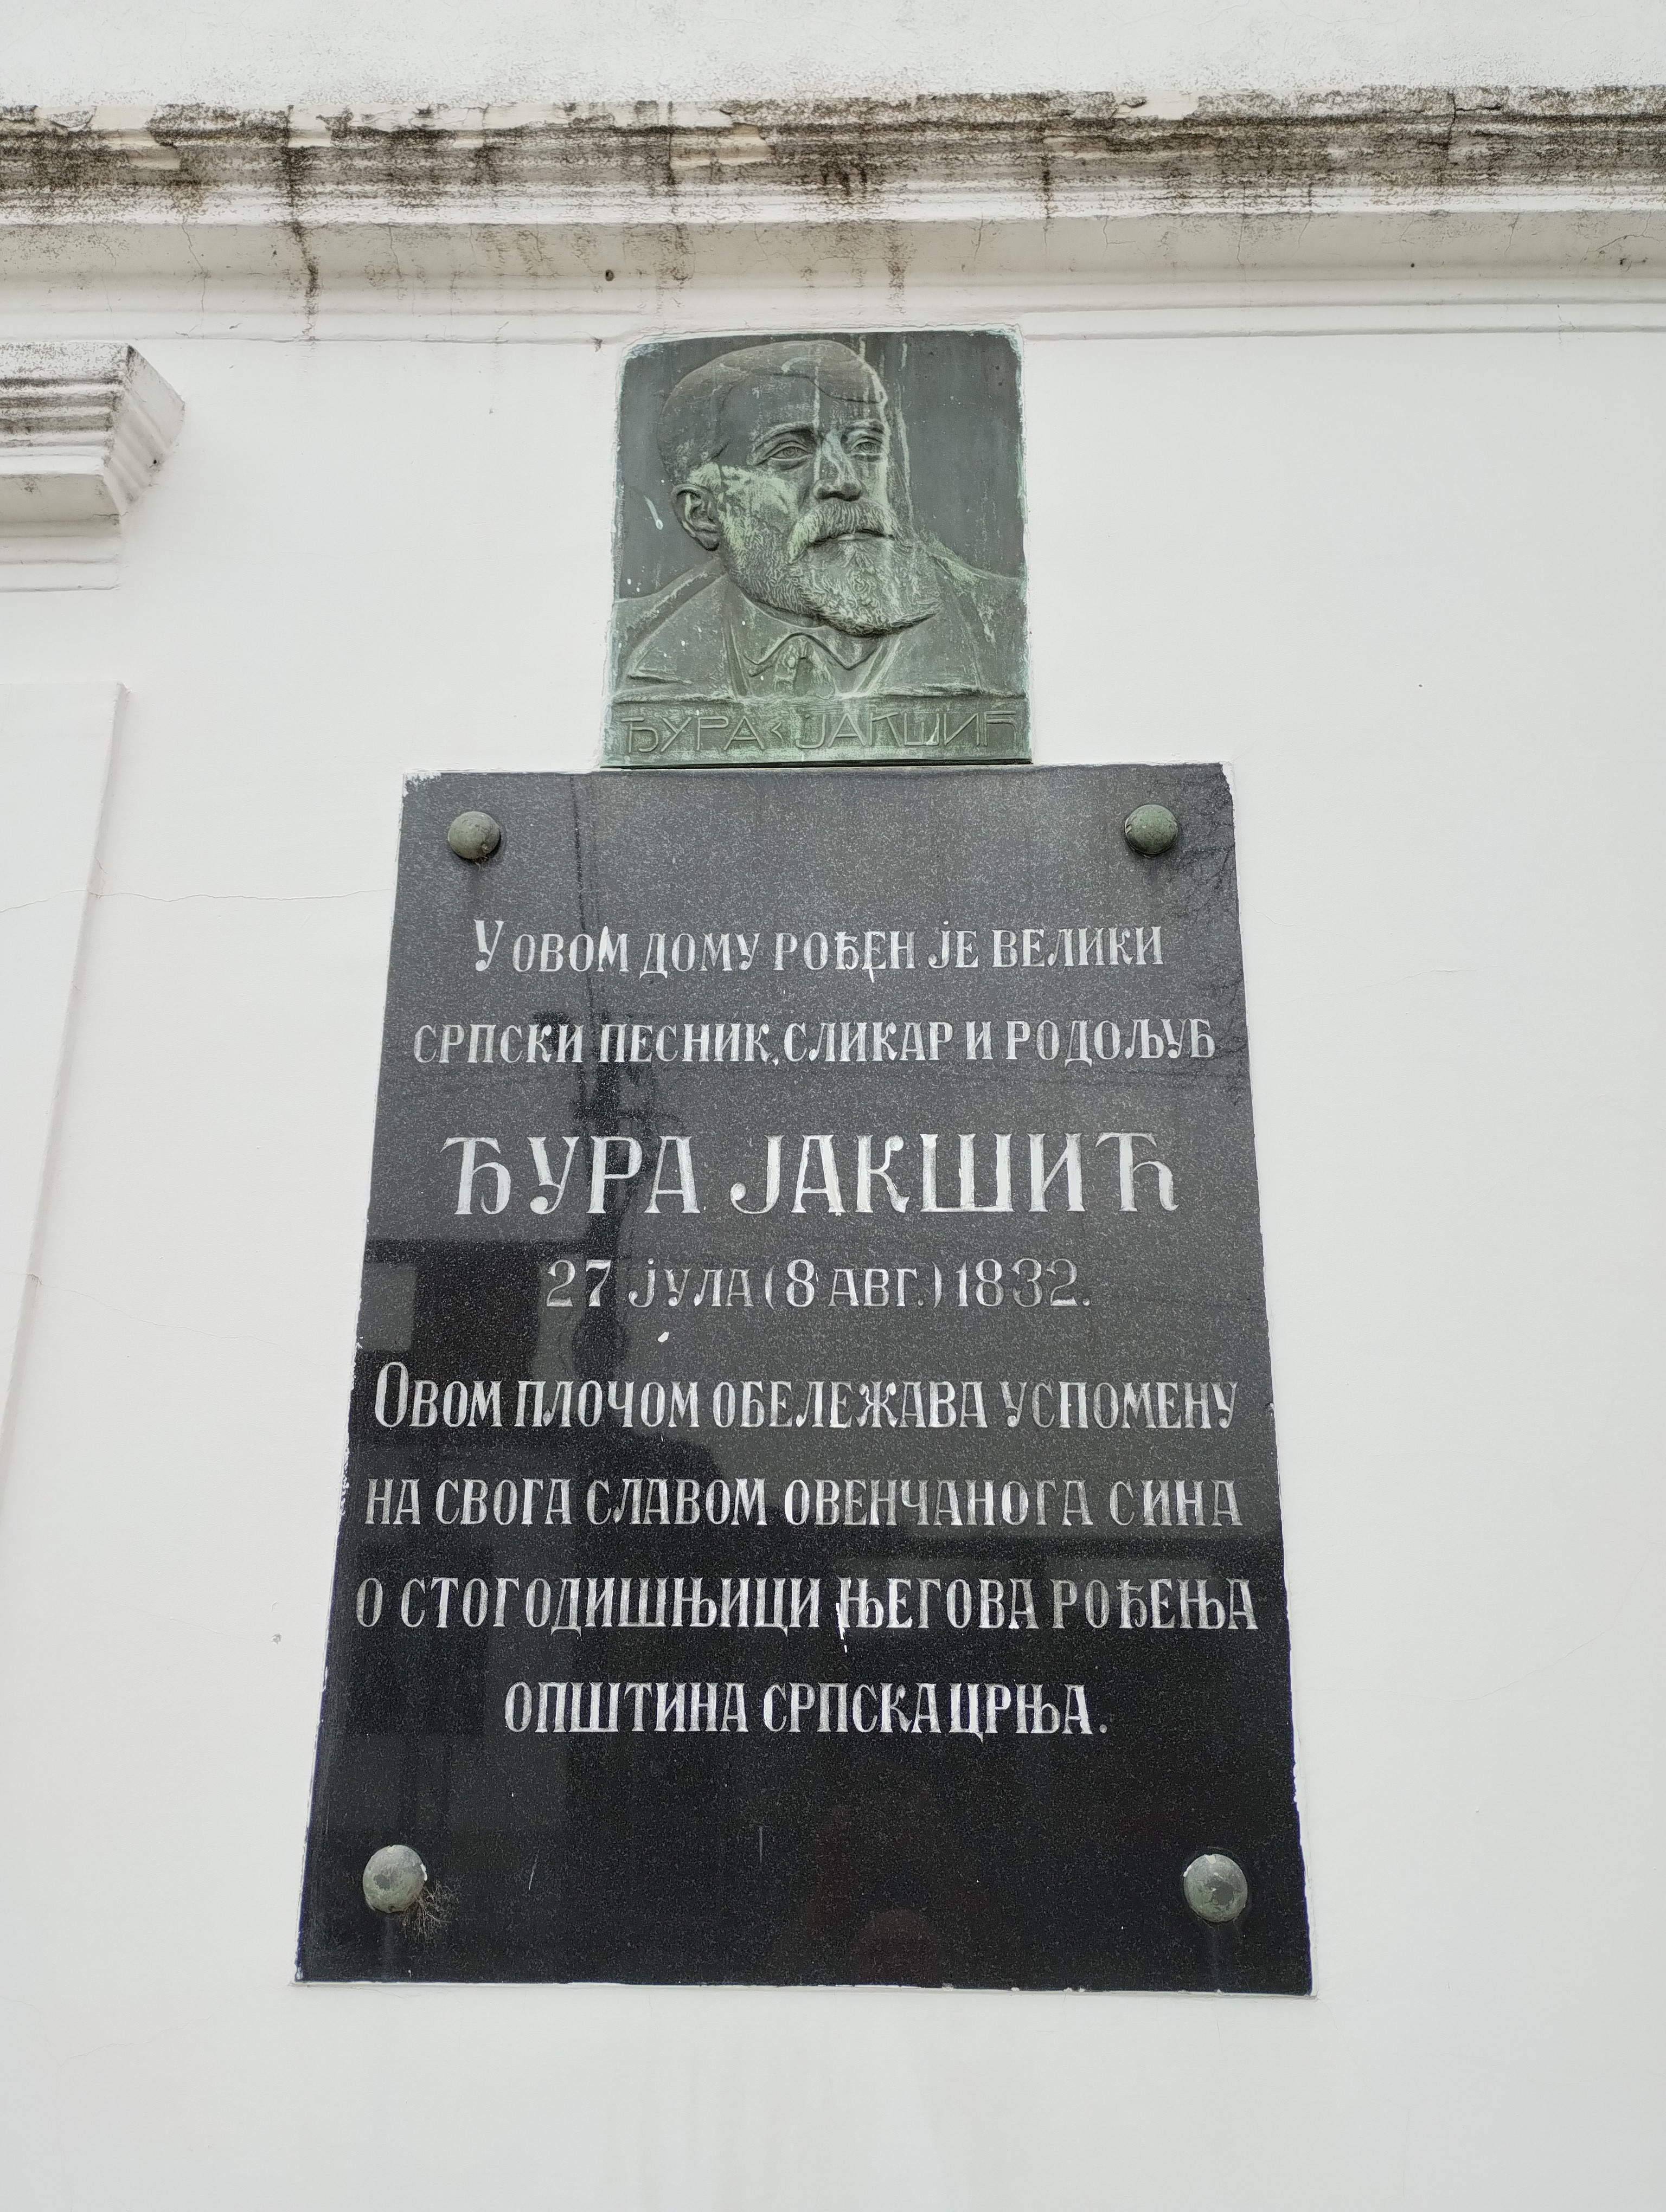 ЂУРА ЈАКШИЋ
У ОВОМ ДОМУ РОЂЕН ЈЕ ВЕЛИКИ
СРПСКИ ПЕСНИК, СЛИКАР И РОДОЉУБ
ЂУРА ЈАКШИЋ
27 ЈУЛА (8 АВГ.) 1832.
ОВОМ ПЛОЧОМ ОБЕЛЕЖАВА УСПОМЕНУ
НА СВОГА СЛАВОМ ОВЕНЧАНОГА СИНА
О СТОГОДИШЊИЦИ ЊЕГОВА РОЂЕЊА
ОПШТИНА СРПСКА ЦРЊА.